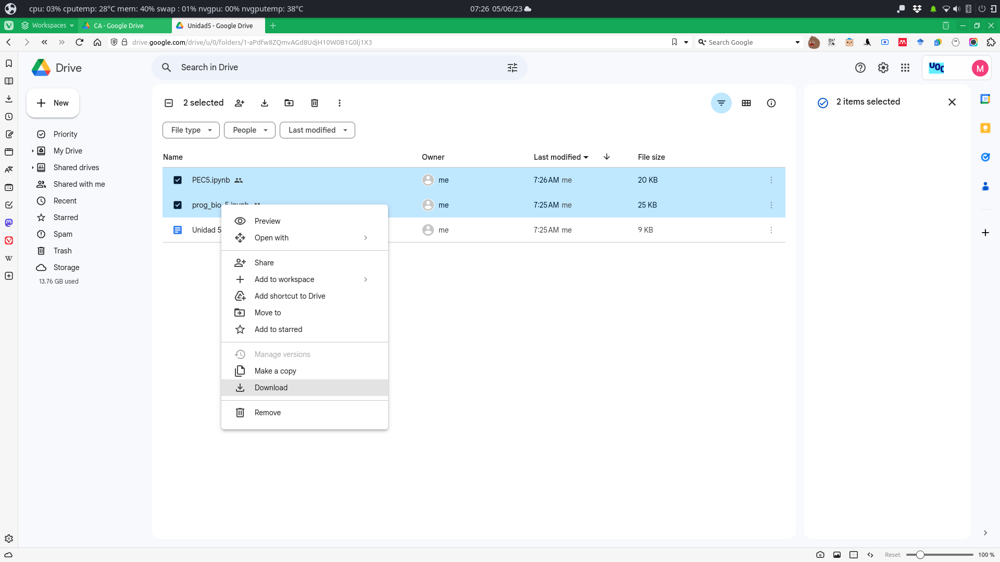 cpu: 03% cputemp: 28°C mem: 40% swap : 01% nvgpu: 00% nvgputemp: 38°C
07:26 05/06/23
Workspaces
CA - Google Drive
Unidad5 - Google Drive
drive.google.com/drive/u/0/folders/1-aPdfw8ZQmvAGd8UdjH10W0B1G0lj1X3
Search Google
Drive
Search in Drive
UOC
M
New
2 selected
2 items selected
File type
People
Last modified
Priority
My Drive
Shared drives
Shared with me
Recent
Starred
Spam
Trash
Storage
13.76 GB used
Name Owner Last modified File size
PEC5.ipynb me 7:26 AM me 20 KB
prog_bio_5.ipynb me 7:25 AM me 25 KB
Unidad 5 me 7:25 AM me 9 KB
Preview
Open with
Share
Add to workspace
Add shortcut to Drive
Move to
Add to starred
Manage versions
Make a copy
Download
Remove
31
W
Reset
100 %